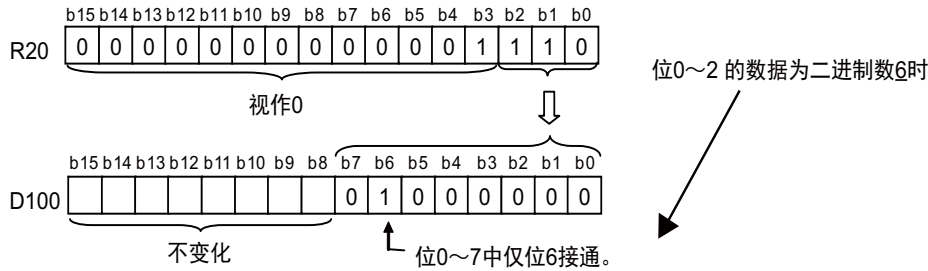 b15 b14 b13 b12 b11 b10 b9 b8 b7 b6 b5 b4 b3 b2 b1 b0
R20 0 0 0 0 0 0 0 0 0 0 0 0 1 1 1 0
位0～2 的数据为二进制数6时
视作0
b15 b14 b13 b12 b11 b10 b9 b8 b7 b6 b5 b4 b3 b2 b1 b0
D100 0 1 0 0 0 0 0 0
不变化
位0～7中仅位6接通。